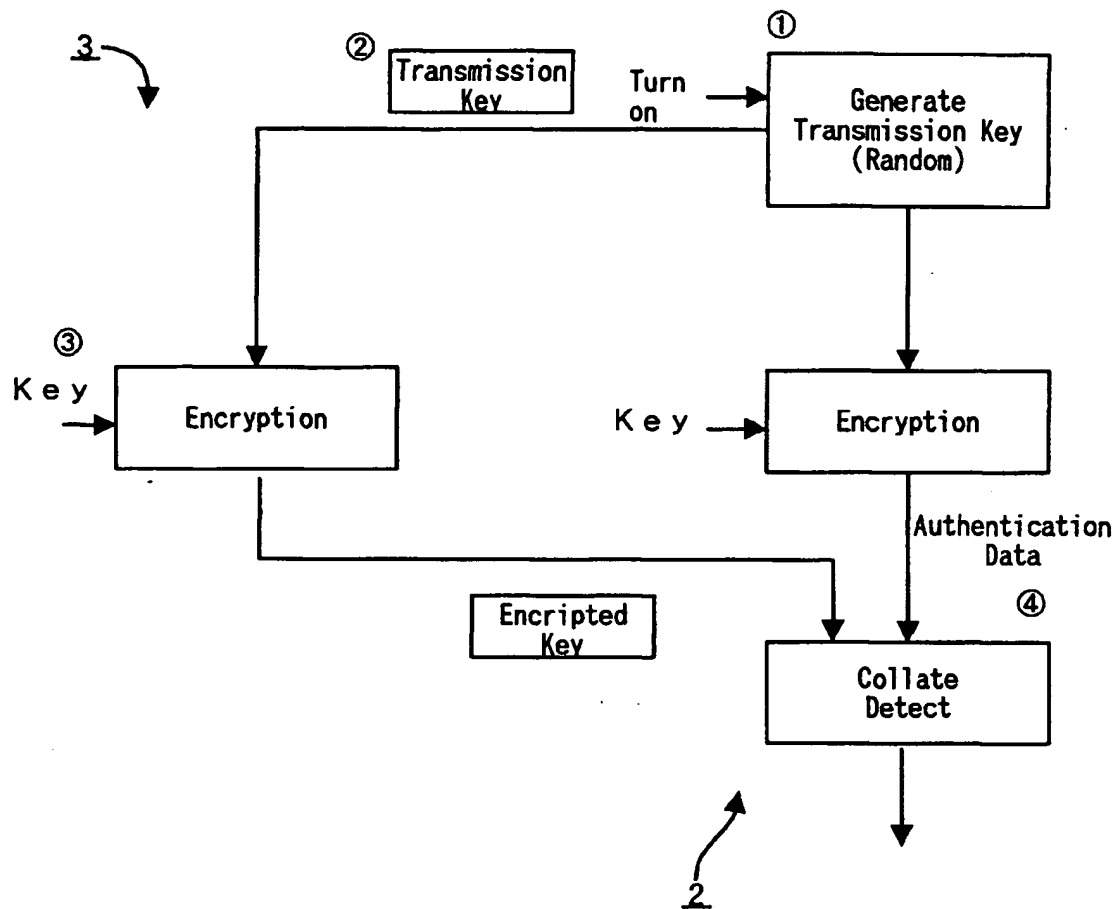 3
②
Transmission
Key
①
Turn
on
Generate
Transmission Key
(Random)
③
Key
Encryption
Key
Encryption
Authentication
Data
Encripted
Key
④
Collate
Detect
2